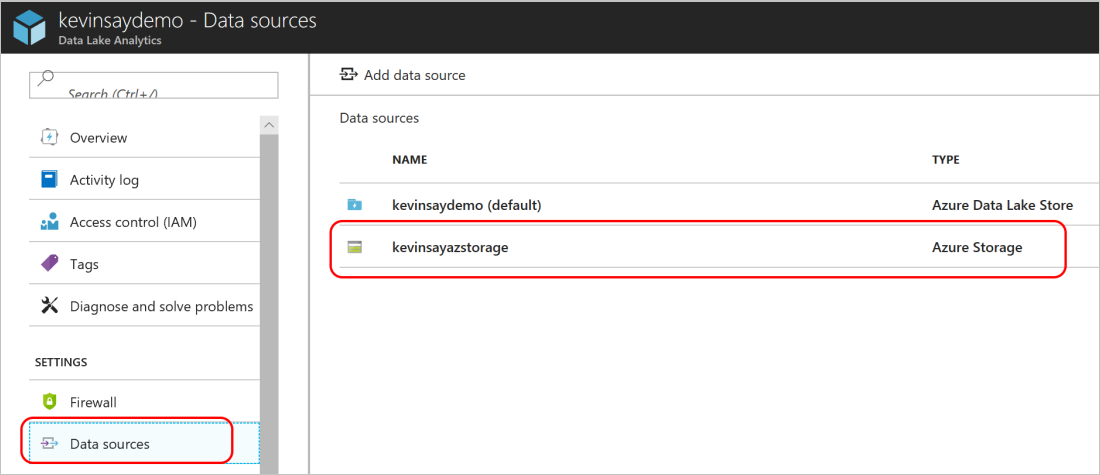 kevinsaydemo - Data sources
Data Lake Analytics
Search (Ctrl+/)
Overview
Activity log
Access control (IAM)
Tags
Diagnose and solve problems
SETTINGS
Firewall
Data sources
Add data source
Data sources
NAME TYPE
kevinsaydemo (default) Azure Data Lake Store
kevinsayazstorage Azure Storage